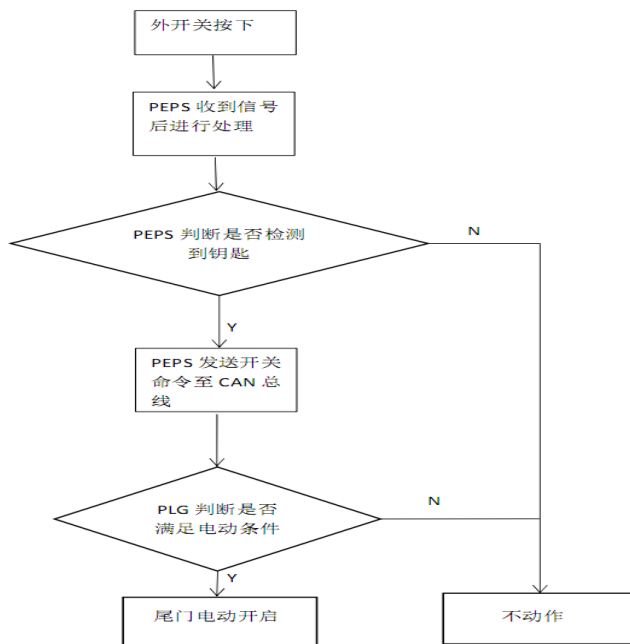 外开关按下
PEPS 收到信号
后进行处理
PEPS 判断是否检测
到钥匙
N
Y
PEPS 发送开关
命令至 CAN 总
线
PLG 判断是否
满足电动条件
N
Y
尾门电动开启
不动作